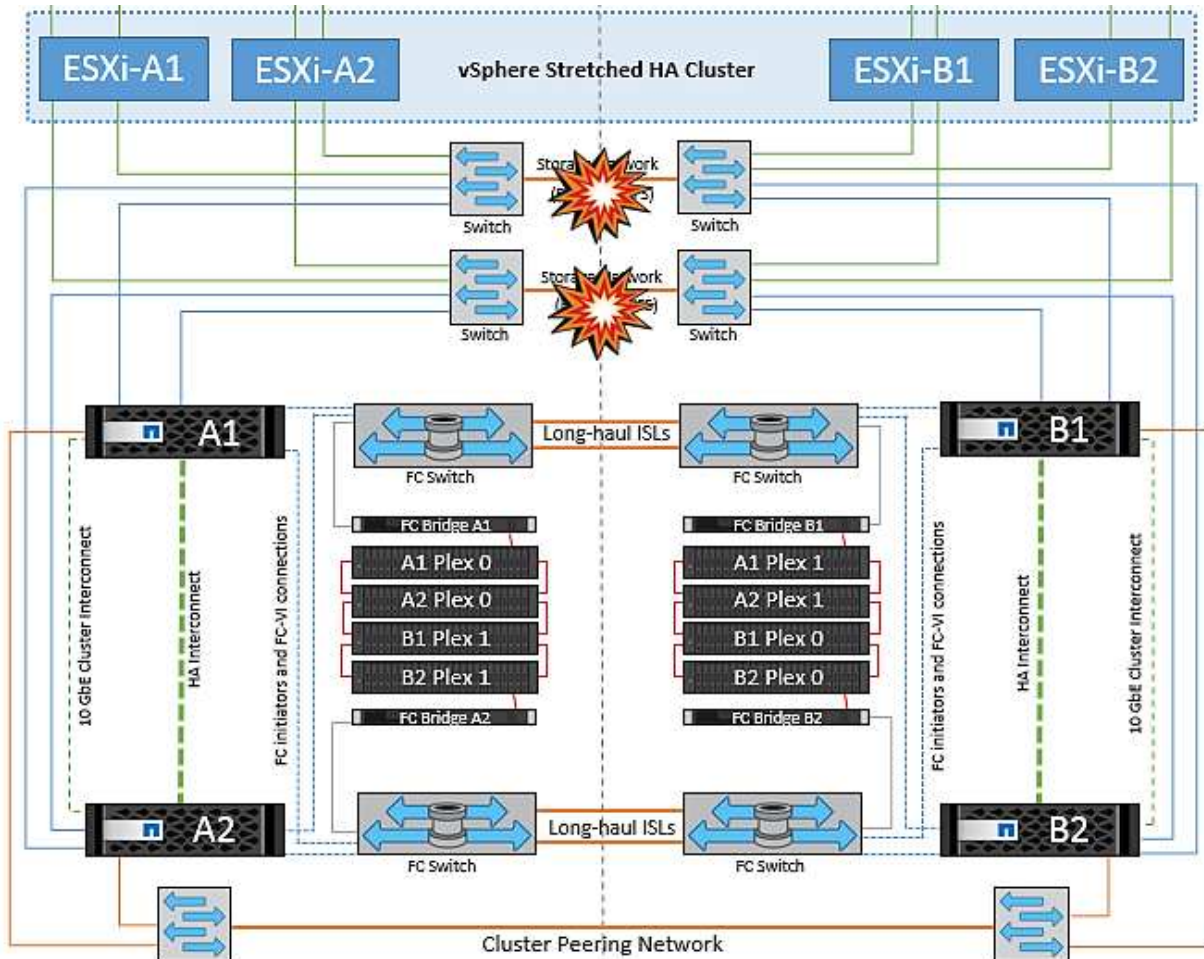 ESXi-A1
ESXi-A2
vSphere Stretched HA Cluster
ESXi-B1
ESXi-B2
Switch
Switch
Switch
Switch
A1
B1
Long-haul ISLs
FC Switch
FC Switch
FC Bridge A1
FC Bridge B1
A1 Plex 0
A1 Plex 1
A2 Plex 0
A2 Plex 1
B1 Plex 1
B1 Plex 0
B2 Plex 1
B2 Plex 0
FC Bridge A2
FC Bridge B2
10 GbE Cluster Interconnect
HA Interconnect
FC initiators and FC-VI connections
FC initiators and FC-VI connections
HA Interconnect
10 GbE Cluster Interconnect
A2
B2
Long-haul ISLs
FC Switch
FC Switch
Cluster Peering Network